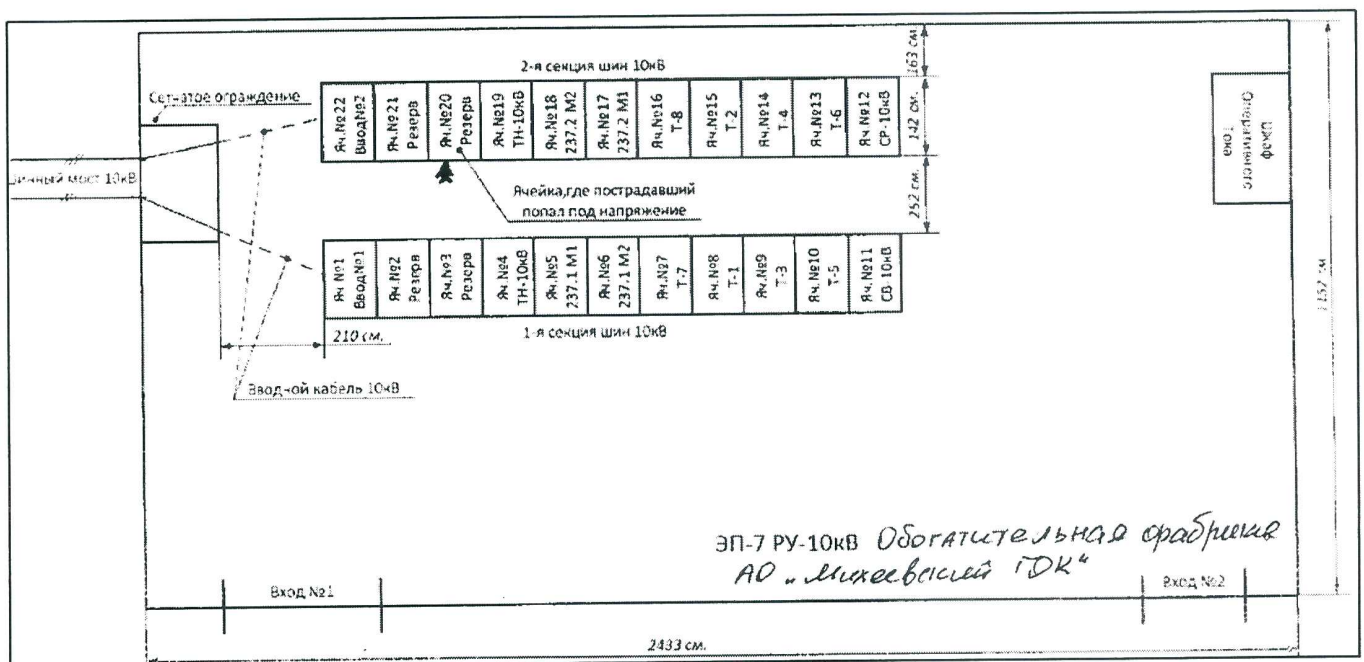 2-я секция шин 10кВ
163 см.
Сетчатое ограждение
Яч.№22
Ввод№2
Яч.№21
Резерв
Яч.№20
Резерв
Яч.№19
ТН-10кВ
Яч.№18
237.2 М2
Яч.№17
237.2 М1
Яч.№16
Т-8
Яч.№15
Т-2
Яч.№14
Т-4
Яч.№13
Т-6
Яч.№12
СР-10кВ
142 см.
Шкаф
Оперативного
тока
мост 10кВ
Ячейка,где пострадавший
попал под напряжение
252 см.
Яч.№1
Ввод№1
Яч.№2
Резерв
Яч.№3
Резерв
Яч.№4
ТН-10кВ
Яч.№5
237.1 М1
Яч.№6
237.1 М2
Яч.№7
Т-7
Яч.№8
Т-1
Яч.№9
Т-3
Яч.№10
Т-5
Яч.№11
СВ-10кВ
1152 см
210 см.
1-я секция шин 10кВ
Вводной кабель 10кВ
ЭП-7 РУ-10кВ Обогатительная фабрика
АО „Михеевский ГОК"
Вход №1
Вход №2
2433 см.